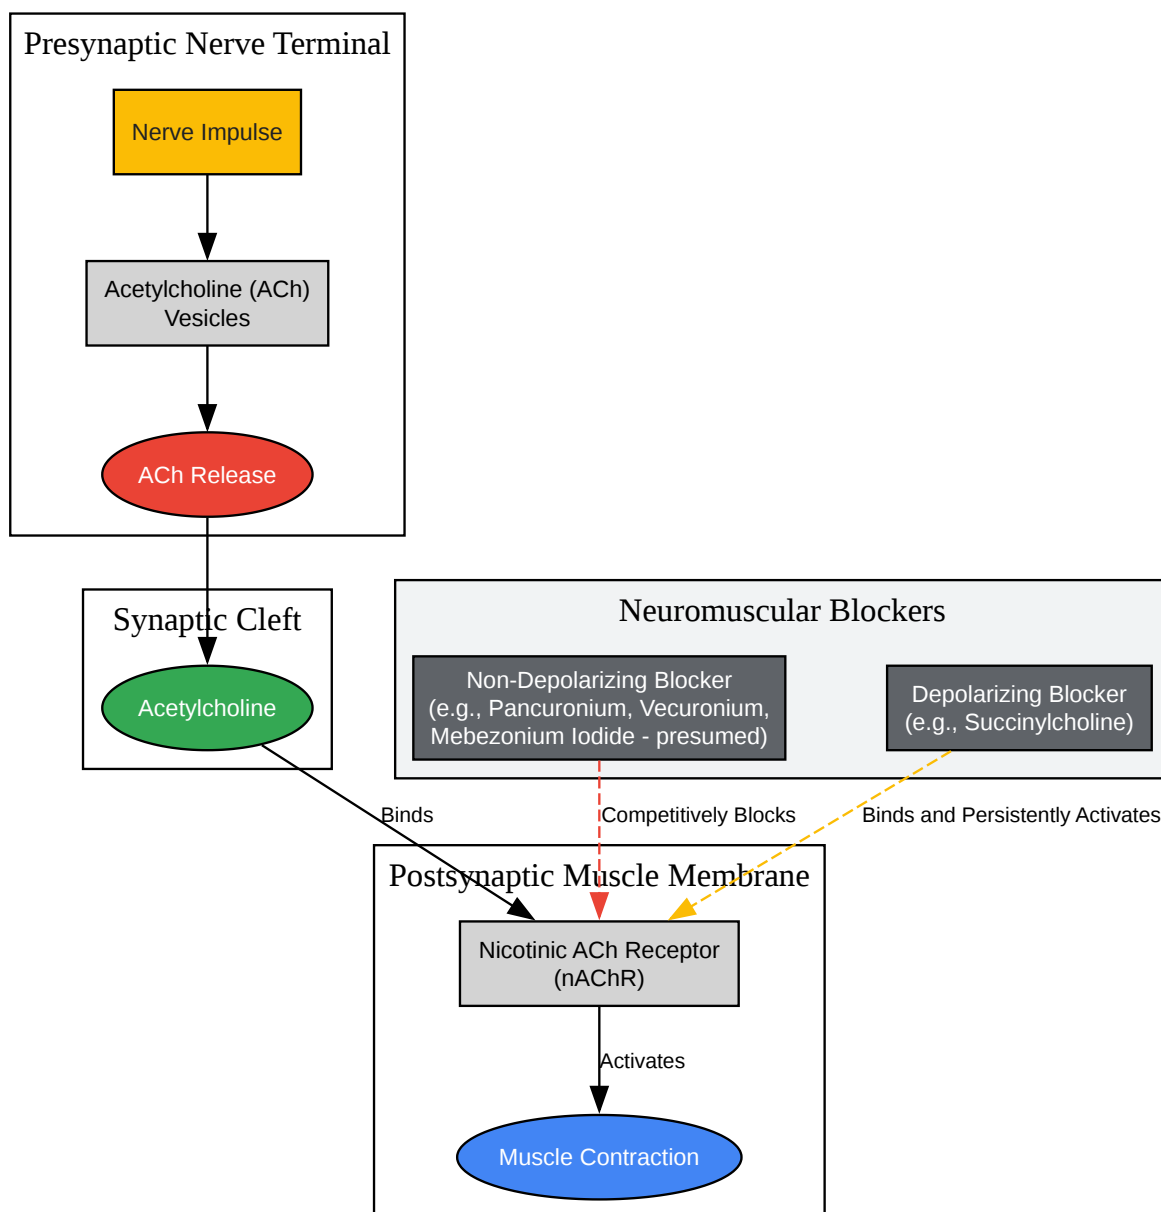 Presynaptic Nerve Terminal
Nerve Impulse
Acetylcholine (ACh)
Vesicles
ACh Release
Synaptic Cleft
Acetylcholine
Neuromuscular Blockers
Non-Depolarizing Blocker
(e.g., Pancuronium, Vecuronium,
Mebezonium Iodide - presumed)
Depolarizing Blocker
(e.g., Succinylcholine)
Binds
Competitively Blocks
Binds and Persistently Activates
Postsynaptic Muscle Membrane
Nicotinic ACh Receptor
(nAChR)
Activates
Muscle Contraction